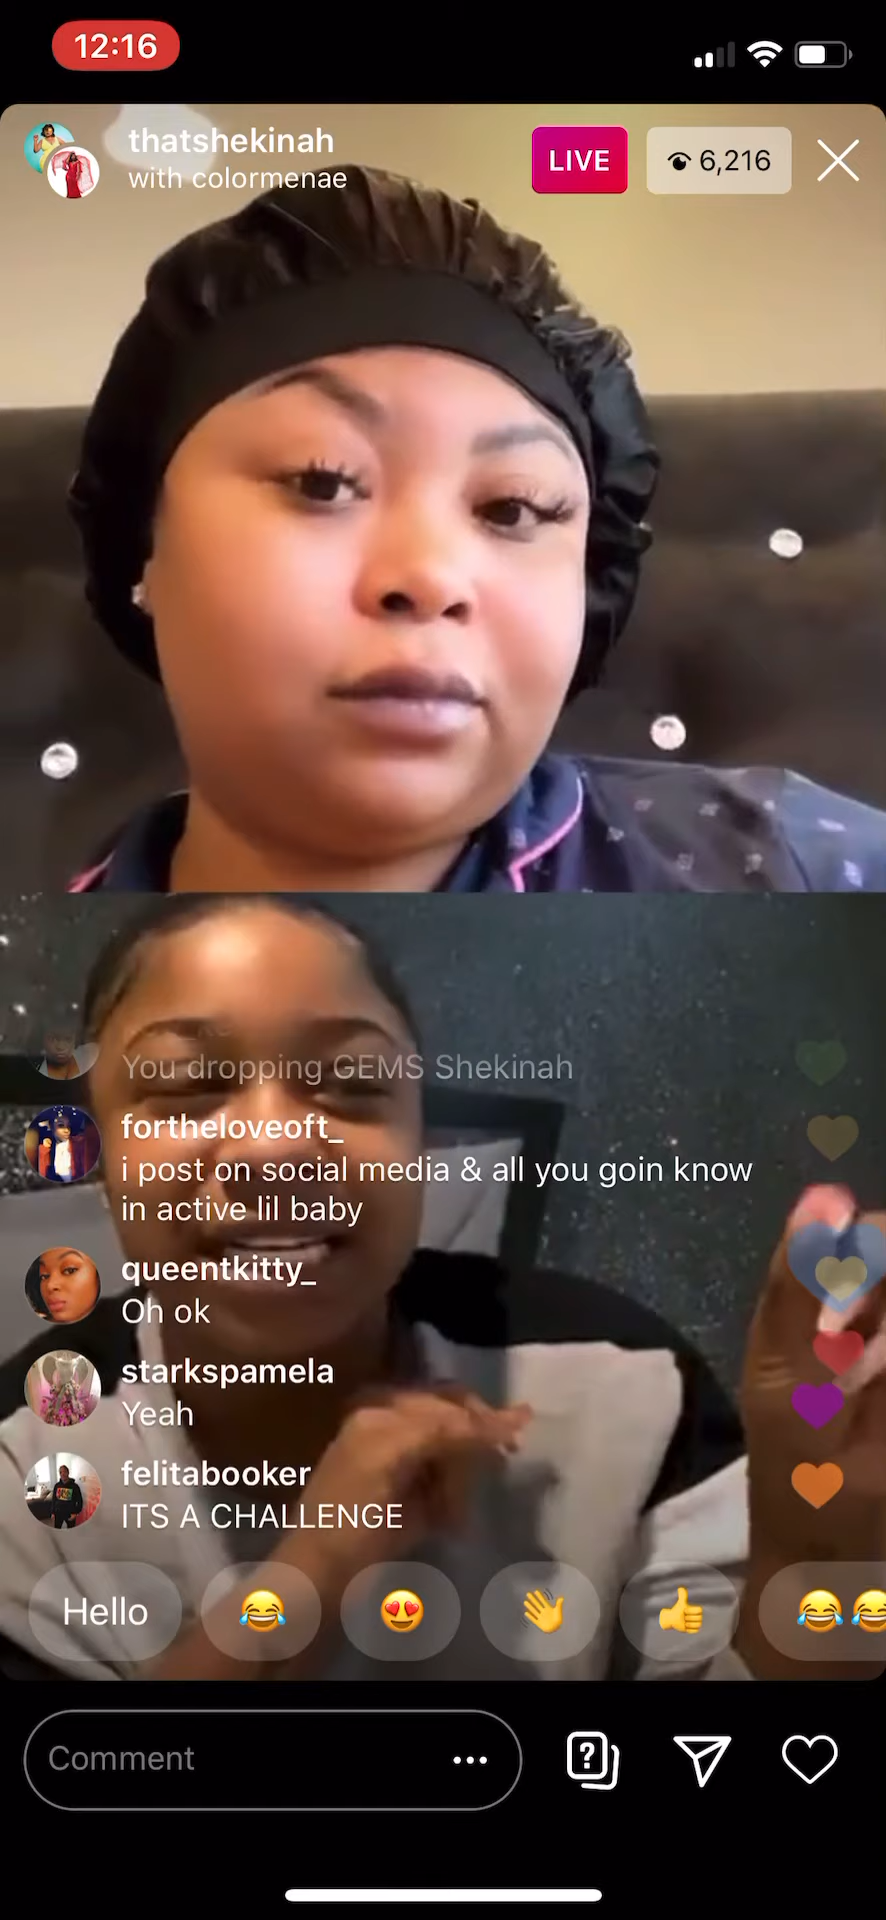 12:16
thatshekinah
with colormenae
LIVE
6,216
You dropping GEMS Shekinah
fortheloveoft_
i post on social media & all you goin know
in active lil baby
queentkitty_
Oh ok
starkspamela
Yeah
felitabooker
ITS A CHALLENGE
Hello
Comment